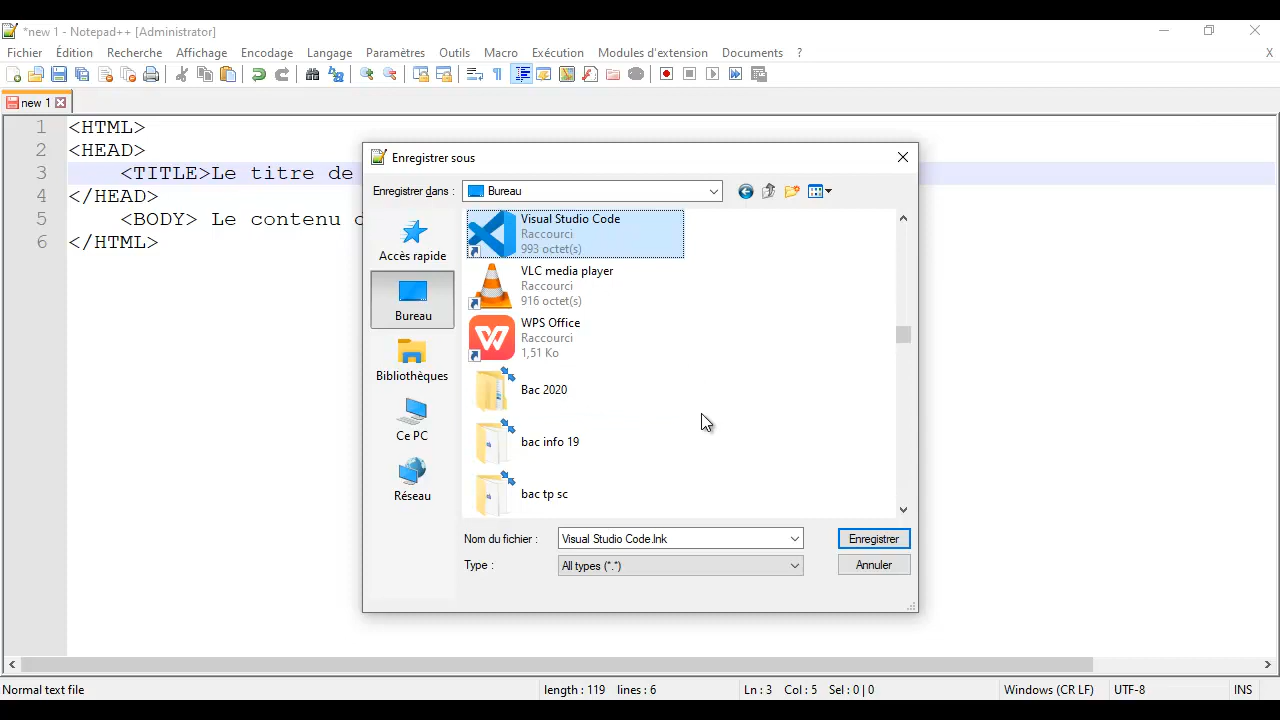 *new 1 - Notepad++ [Administrator]
Fichier Édition Recherche Affichage Encodage Langage Paramètres Outils Macro Exécution Modules d'extension Documents ? X
new 1
1 <HTML>
2 <HEAD>
3 <TITLE>Le titre de
4 </HEAD>
5 <BODY> Le contenu
6 </HTML>
Enregistrer sous
Enregistrer dans : Bureau
Accès rapide
Bureau
Bibliothèques
Ce PC
Réseau
Visual Studio Code
Raccourci
993 octet(s)
VLC media player
Raccourci
916 octet(s)
WPS Office
Raccourci
1,51 Ko
Bac 2020
bac info 19
bac tp sc
Nom du fichier : Visual Studio Code.lnk Enregistrer
Type : All types (*.*) Annuler
Normal text file length : 119 lines : 6 Ln : 3 Col : 5 Sel : 0 | 0 Windows (CR LF) UTF-8 INS